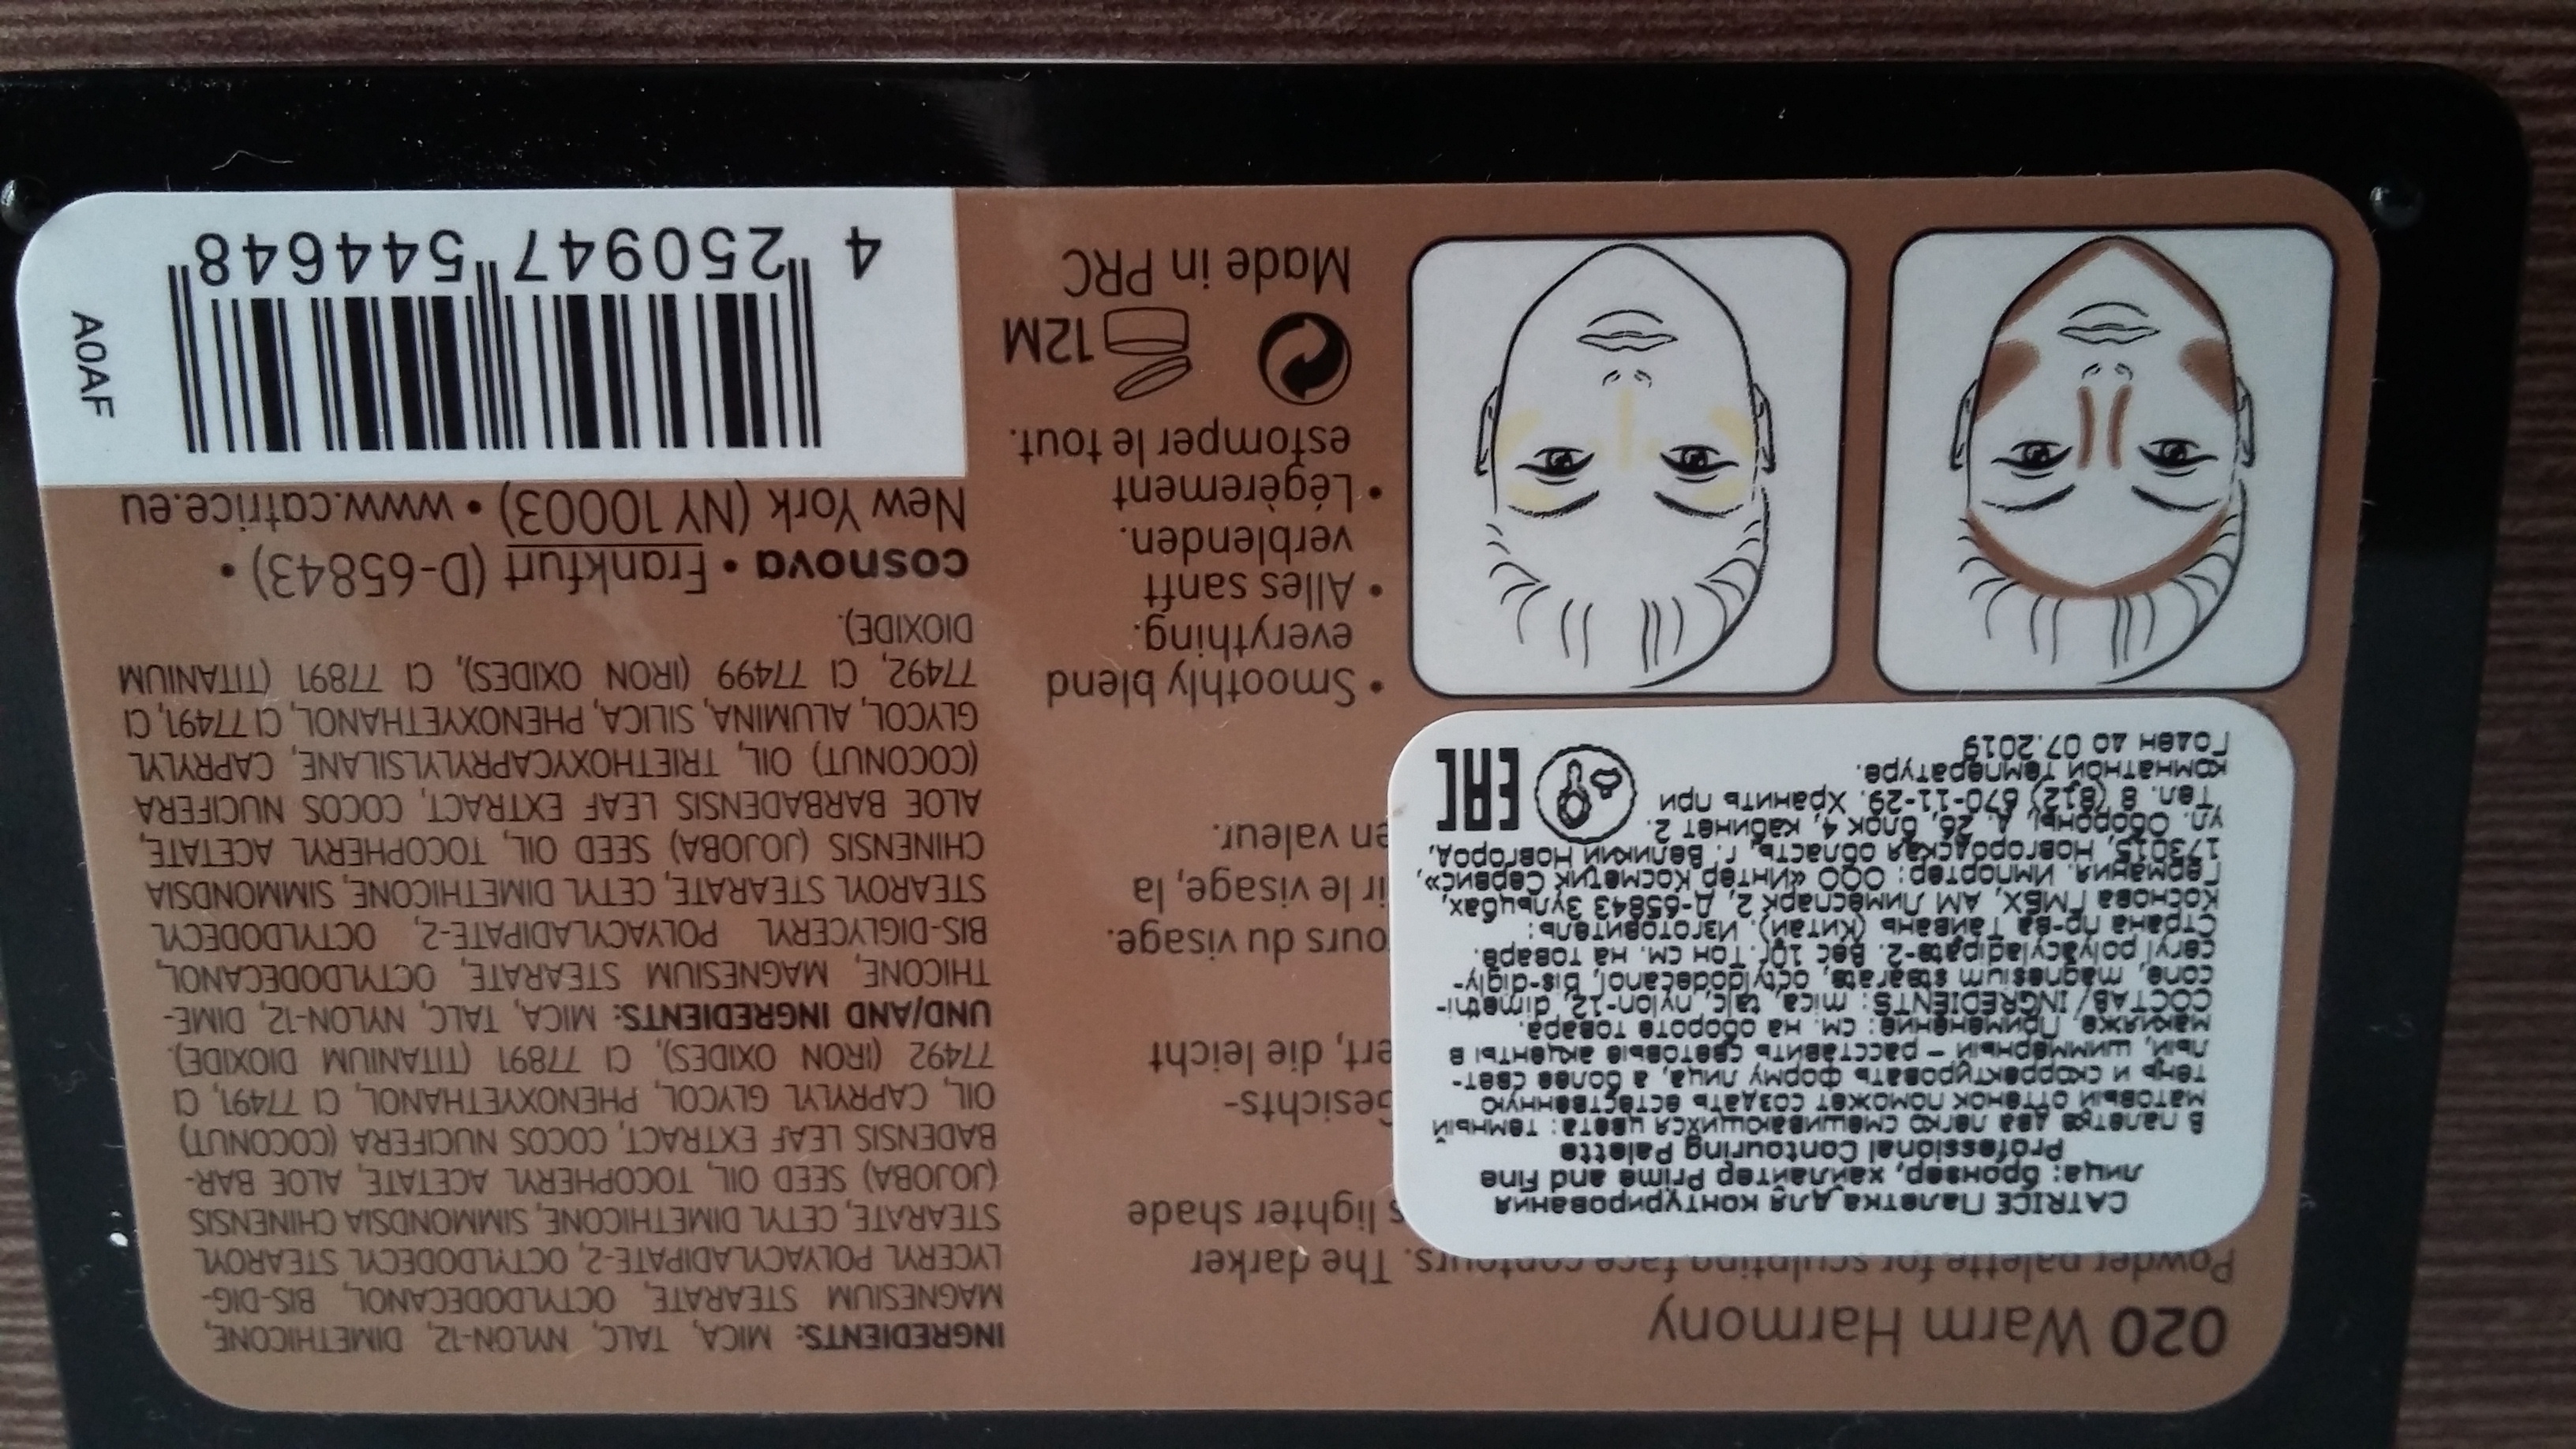 020 Warm Harmony
Powder palette for sculpting face contours. The darker
s lighter shade
Gesichts-
ert, die leicht
tours du visage.
ir le visage, la
en valeur.
CATRICE Палетка для контурирования
лица: бронзер, хайлайтер Prime and Fine
Professional Contouring Palette
В палетке два легко смешивающихся цвета: темный
матовый оттенок поможет создать естественную
тень и скорректировать форму лица, а более свет-
лый, шиммерный – расставить световые акценты в
макияже. Применение: см. на обороте товара.
СОСТАВ/ INGREDIENTS: mica, talc, nylon-12, dimethi-
cone, magnesium stearate, octyldodecanol, bis-digly-
ceryl polyacyladipate-2. Вес 10г. Тон см. на товаре.
Страна пр-ва Тайвань (Китай). Изготовитель:
Коснова ГМБХ, АМ Лимеспарк 2, Д-65843 Зульцбах,
Германия. Импортер: ООО «Интер Косметик Сервис»,
173015, Новгородская область, г. Великий Новгород,
ул. Обороны, д. 26, блок 4, кабинет 2.
Тел. 8 (812) 670-11-29. Хранить при
комнатной температуре.
Годен до 07.2019
EAC
• Smoothly blend
everything.
• Alles sanft
verblenden.
• Légèrement
estomper le tout.
12M
Made in PRC
INGREDIENTS: MICA, TALC, NYLON-12, DIMETHICONE,
MAGNESIUM STEARATE, OCTYLDODECANOL, BIS-DIG-
LYCERYL POLYACYLADIPATE-2, OCTYLDODECYL STEAROYL
STEARATE, CETYL DIMETHICONE, SIMMONDSIA CHINENSIS
(JOJOBA) SEED OIL, TOCOPHERYL ACETATE, ALOE BAR-
BADENSIS LEAF EXTRACT, COCOS NUCIFERA (COCONUT)
OIL, CAPRYLYL GLYCOL, PHENOXYETHANOL, CI 77491, CI
77492 (IRON OXIDES), CI 77891 (TITANIUM DIOXIDE).
UND/AND INGREDIENTS: MICA, TALC, NYLON-12, DIME-
THICONE, MAGNESIUM STEARATE, OCTYLDODECANOL,
BIS-DIGLYCERYL POLYACYLADIPATE-2, OCTYLDODECYL
STEAROYL STEARATE, CETYL DIMETHICONE, SIMMONDSIA
CHINENSIS (JOJOBA) SEED OIL, TOCOPHERYL ACETATE,
ALOE BARBADENSIS LEAF EXTRACT, COCOS NUCIFERA
(COCONUT) OIL, TRIETHOXYCAPRYLYLSILANE, CAPRYLYL
GLYCOL, ALUMINA, SILICA, PHENOXYETHANOL, CI 77491, CI
77492, CI 77499 (IRON OXIDES), CI 77891 (TITANIUM
DIOXIDE).
cosnova • Frankfurt (D-65843) •
New York (NY 10003) • www.catrice.eu
4 250947 544648
A0AF